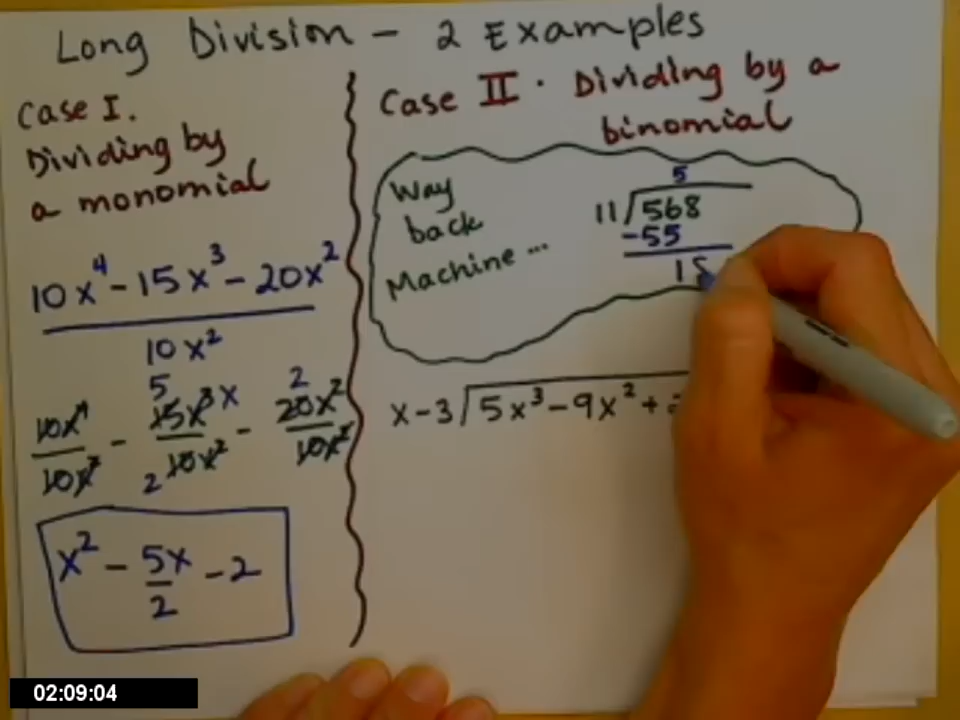 Long Division - 2 Examples
Case I.
Dividing by
a monomial
10x⁴ - 15x³ - 20x²
10x²
5 2
10x⁴ - 15x³ x - 20x²
10x² 2 10x² 10x²
x² - 5x - 2
2
Case II. Dividing by a
binomial
Way
back
Machine...
5
11 568
-55
1
x-3 5x³-9x²+
02:09:04